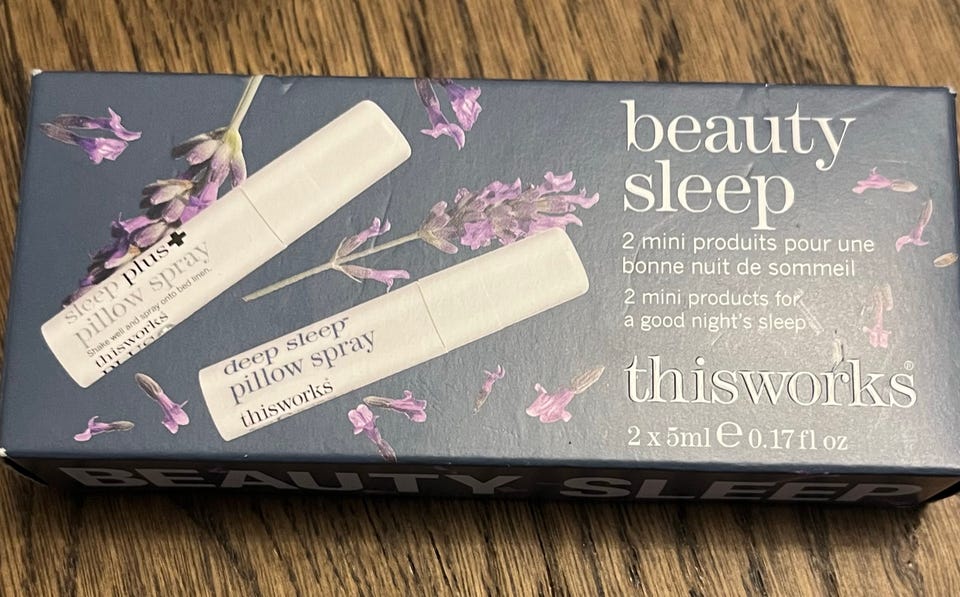 beauty
sleep
2 mini produits pour une
bonne nuit de sommeil
2 mini products for
a good night's sleep
thisworks®
2 x 5ml ℮ 0.17 fl oz
sleep plus+
pillow spray
Shake well and spray onto bed linen.
thisworks
deep sleep™
pillow spray
thisworks®
BEAUTY SLEEP